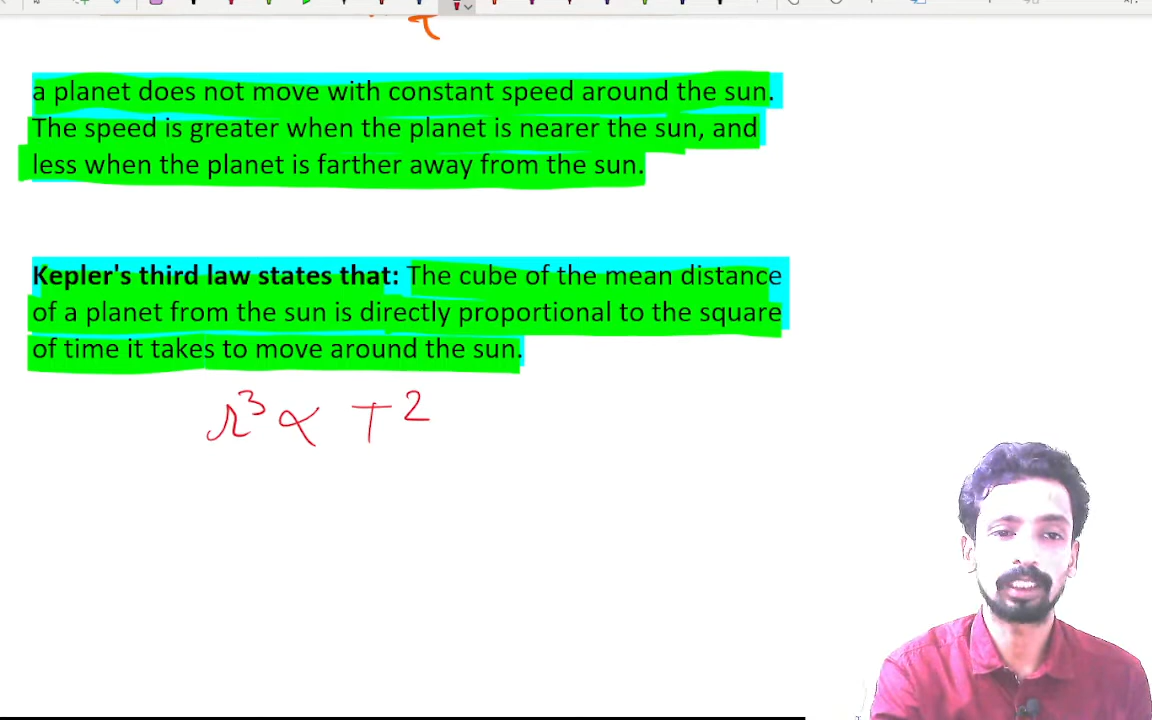 a planet does not move with constant speed around the sun.
The speed is greater when the planet is nearer the sun, and
less when the planet is farther away from the sun.
Kepler's third law states that: The cube of the mean distance
of a planet from the sun is directly proportional to the square
of time it takes to move around the sun.
r³ ∝ T²